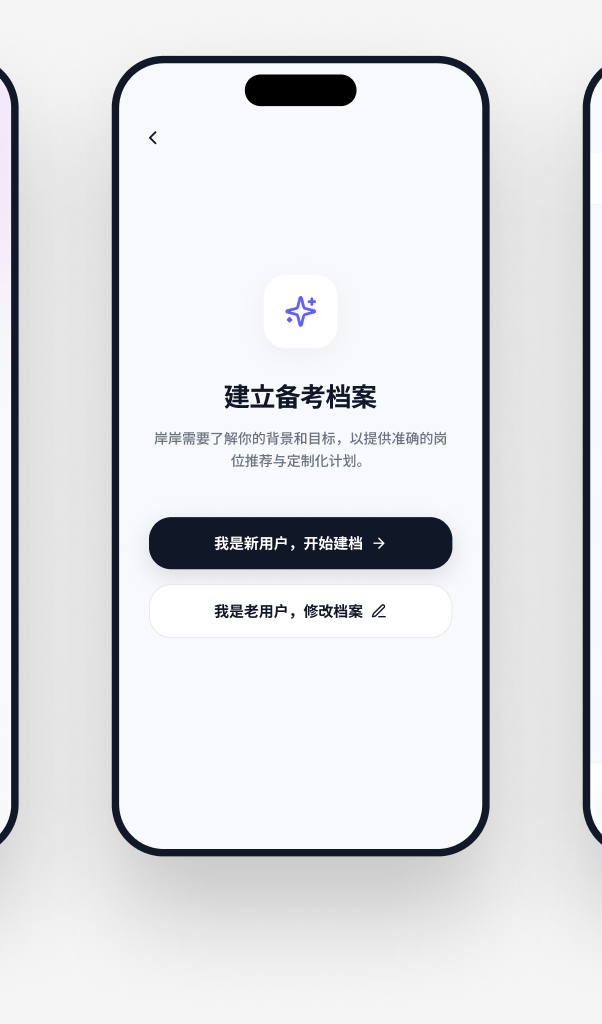 建立备考档案
岸岸需要了解你的背景和目标，以提供准确的岗
位推荐与定制化计划。
我是新用户，开始建档
我是老用户，修改档案